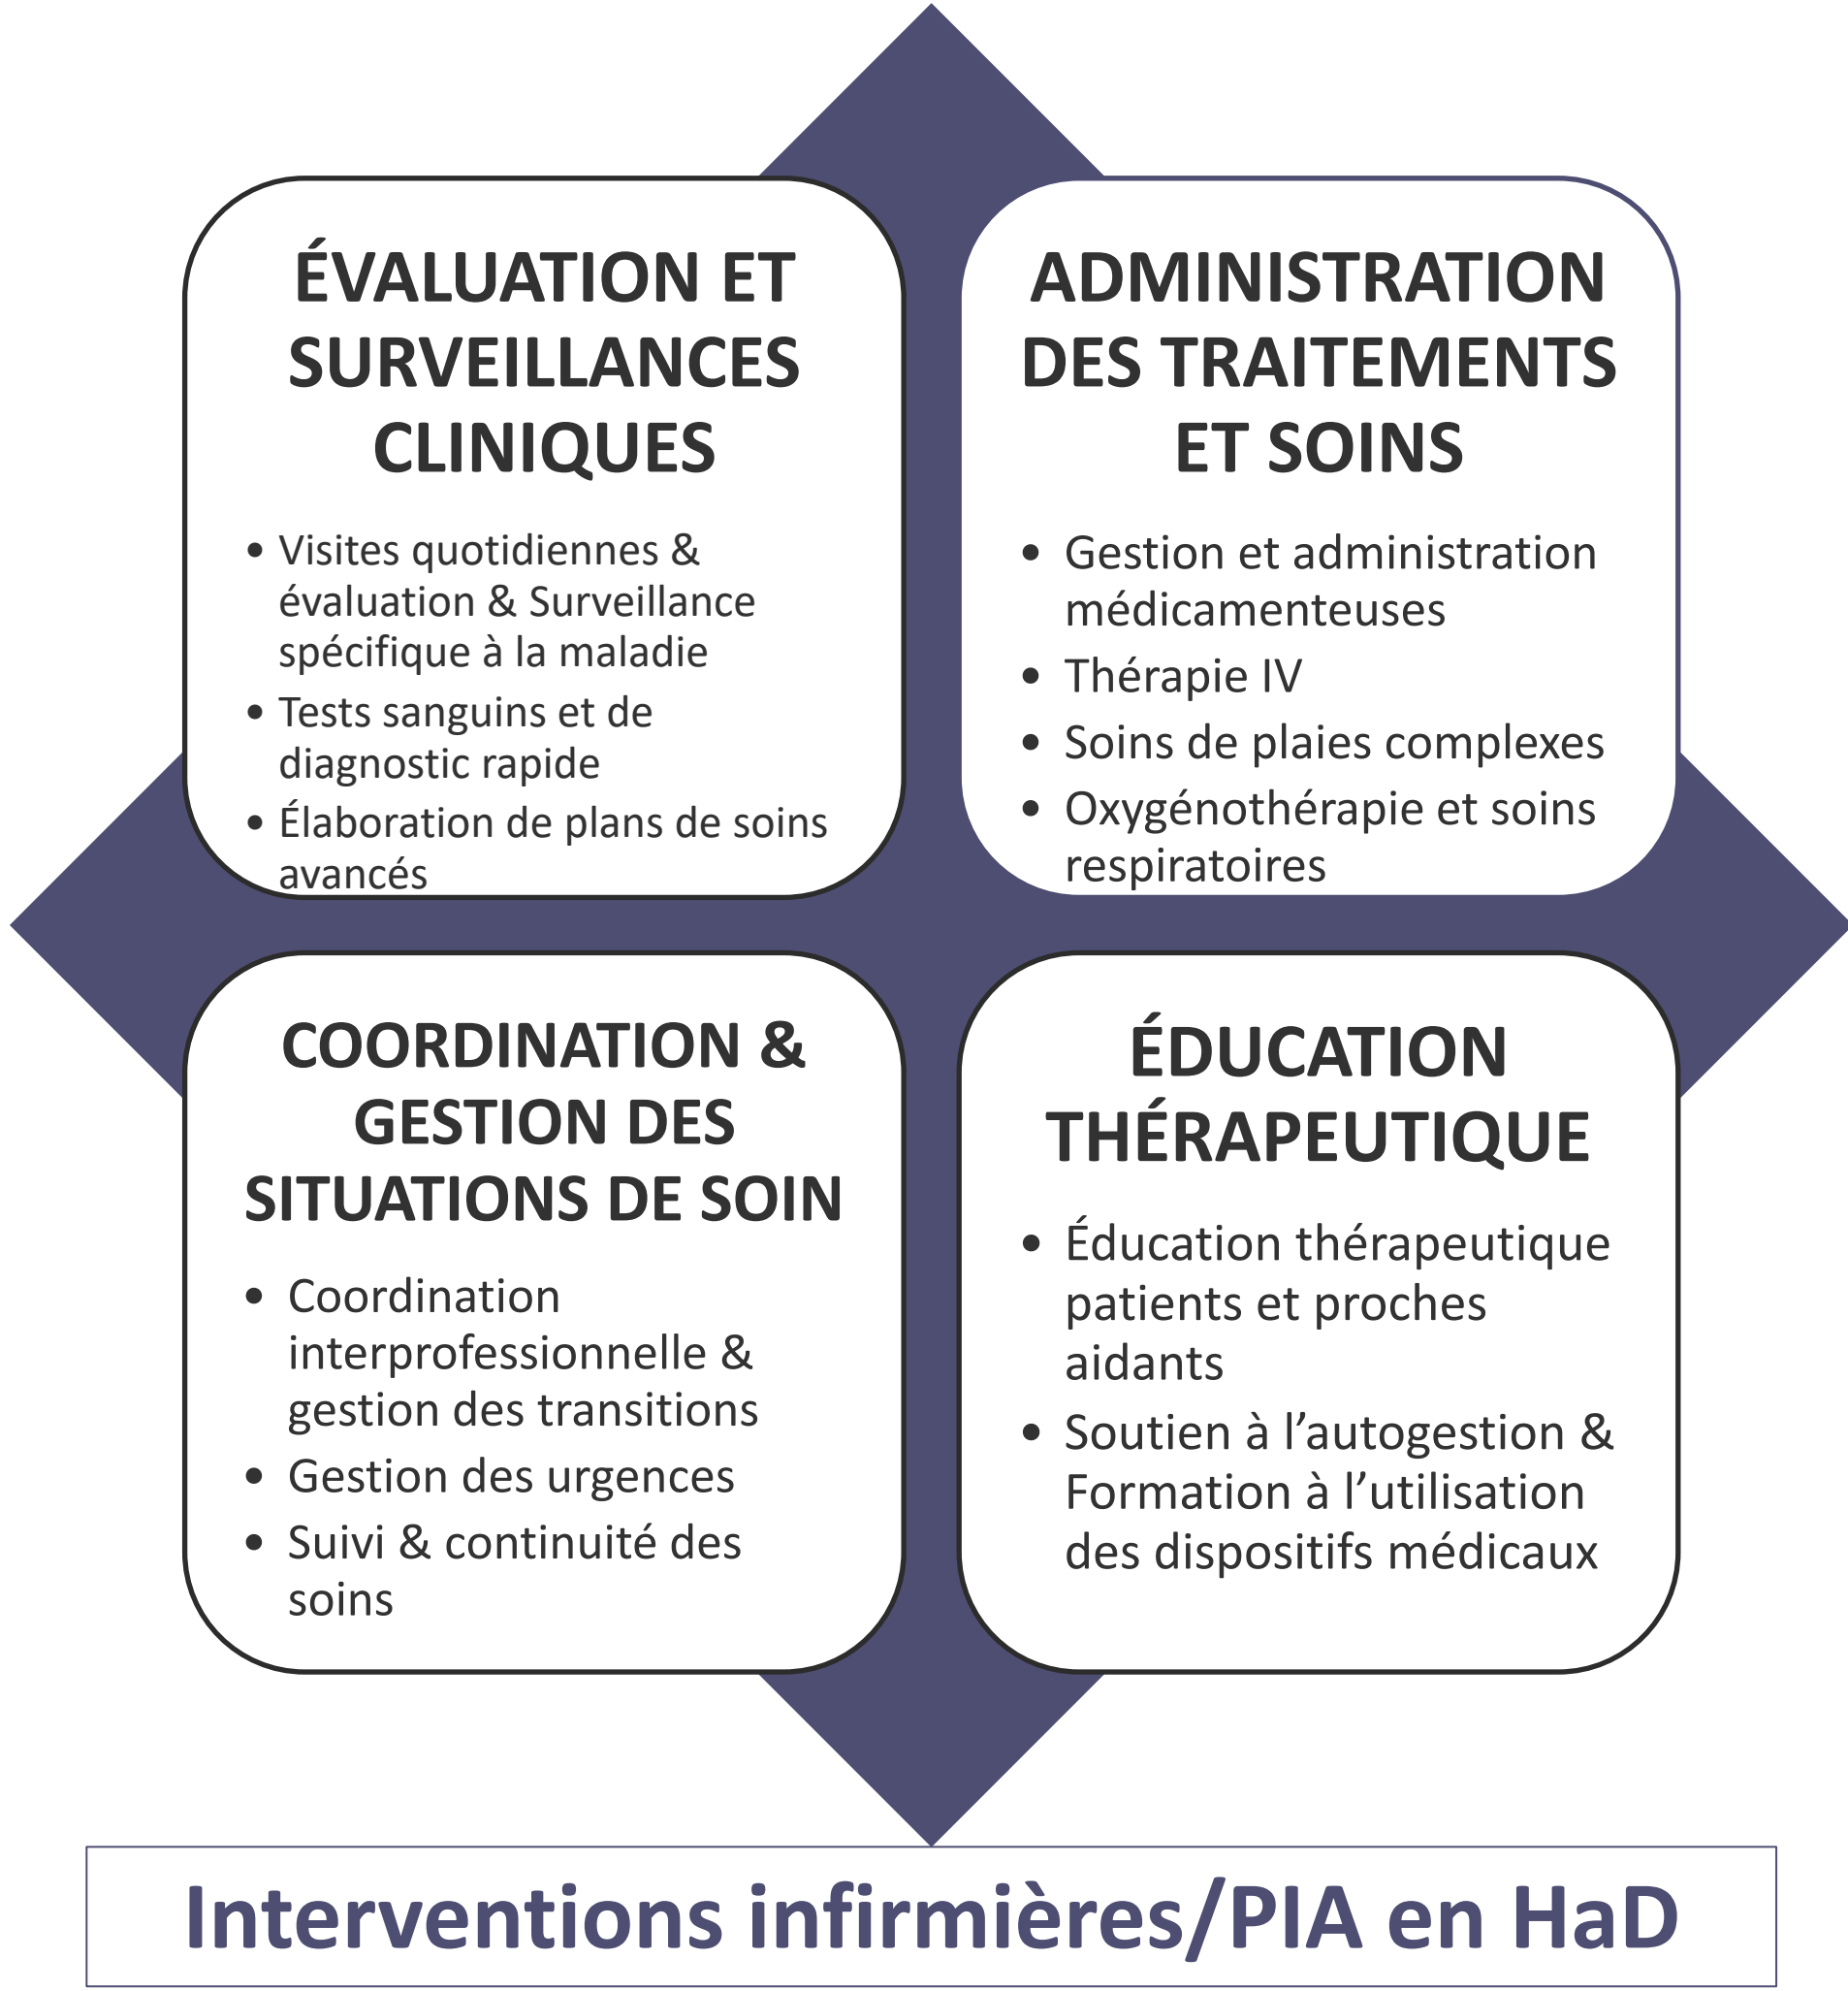 ÉVALUATION ET
SURVEILLANCES
CLINIQUES
• Visites quotidiennes &
évaluation & Surveillance
spécifique à la maladie
• Tests sanguins et de
diagnostic rapide
• Élaboration de plans de soins
avancés
ADMINISTRATION
DES TRAITEMENTS
ET SOINS
• Gestion et administration
médicamenteuses
• Thérapie IV
• Soins de plaies complexes
• Oxygénothérapie et soins
respiratoires
COORDINATION &
GESTION DES
SITUATIONS DE SOIN
• Coordination
interprofessionnelle &
gestion des transitions
• Gestion des urgences
• Suivi & continuité des
soins
ÉDUCATION
THÉRAPEUTIQUE
• Éducation thérapeutique
patients et proches
aidants
• Soutien à l’autogestion &
Formation à l’utilisation
des dispositifs médicaux
Interventions infirmières/PIA en HaD